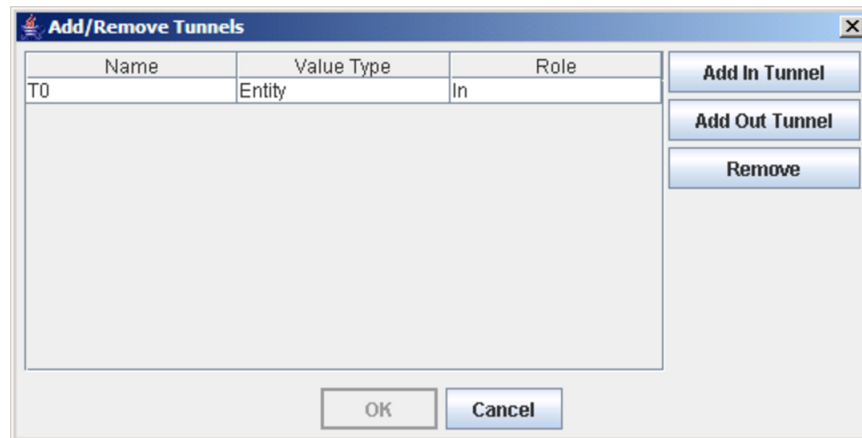 Add/Remove Tunnels
Name Value Type Role
T0 Entity In
Add In Tunnel
Add Out Tunnel
Remove
OK Cancel